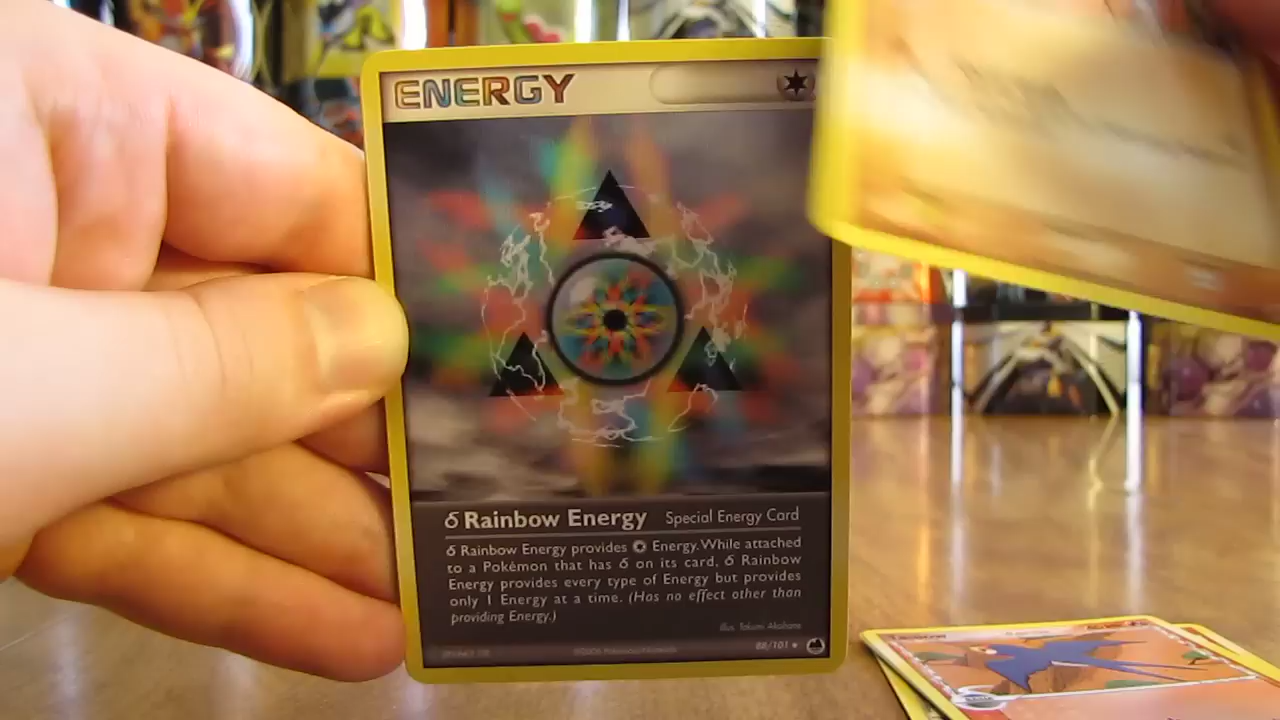 ENERGY
δ Rainbow Energy Special Energy Card
δ Rainbow Energy provides Energy. While attached
to a Pokémon that has δ on its card, δ Rainbow
Energy provides every type of Energy but provides
only 1 Energy at a time. (Has no effect other than
providing Energy.)
illus. Takumi Akabane
88/101